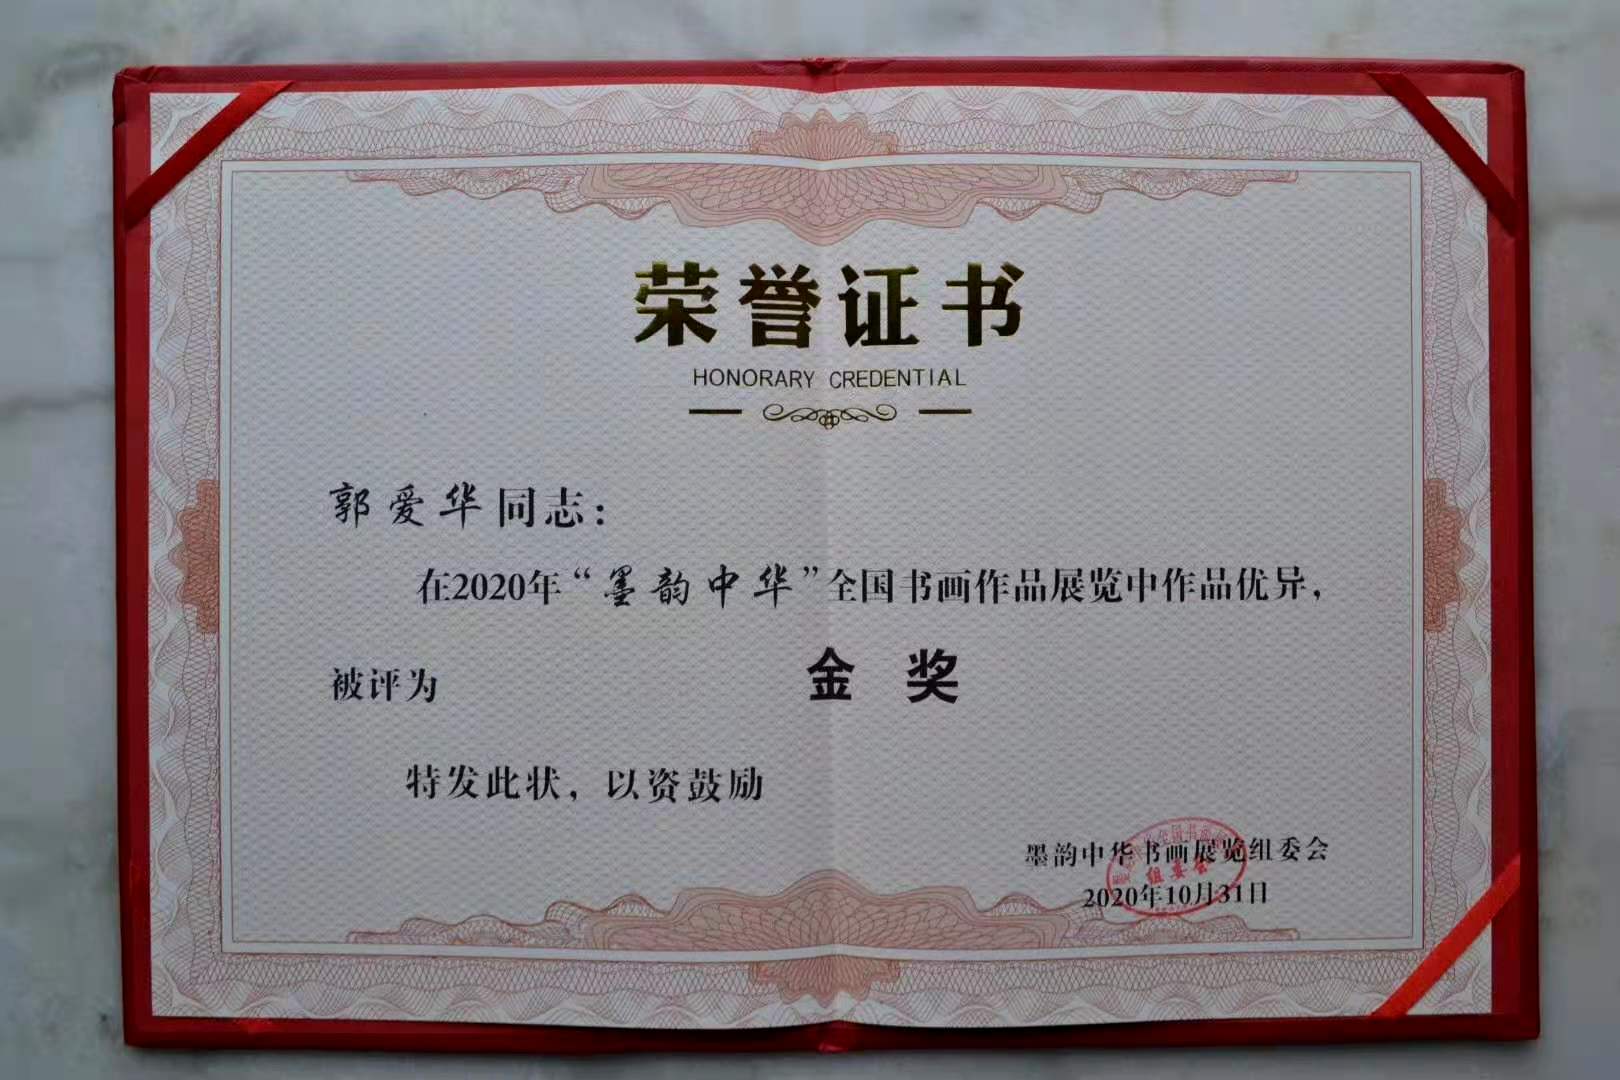 荣誉证书
HONORARY CREDENTIAL
郭爱华同志：
在2020年“墨韵中华”全国书画作品展览中作品优异，
被评为 金奖
特发此状，以资鼓励
墨韵中华书画展览组委会
2020年10月31日
组委会